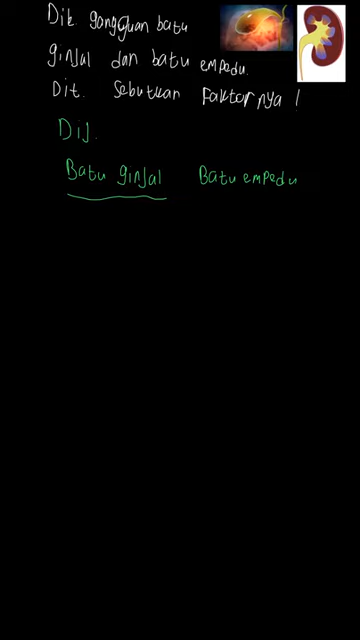 Dik. gangguan batu
ginjal dan batu empedu.
Dit. Sebutkan Faktornya !
Dij.
Batu ginjal Batu empedu